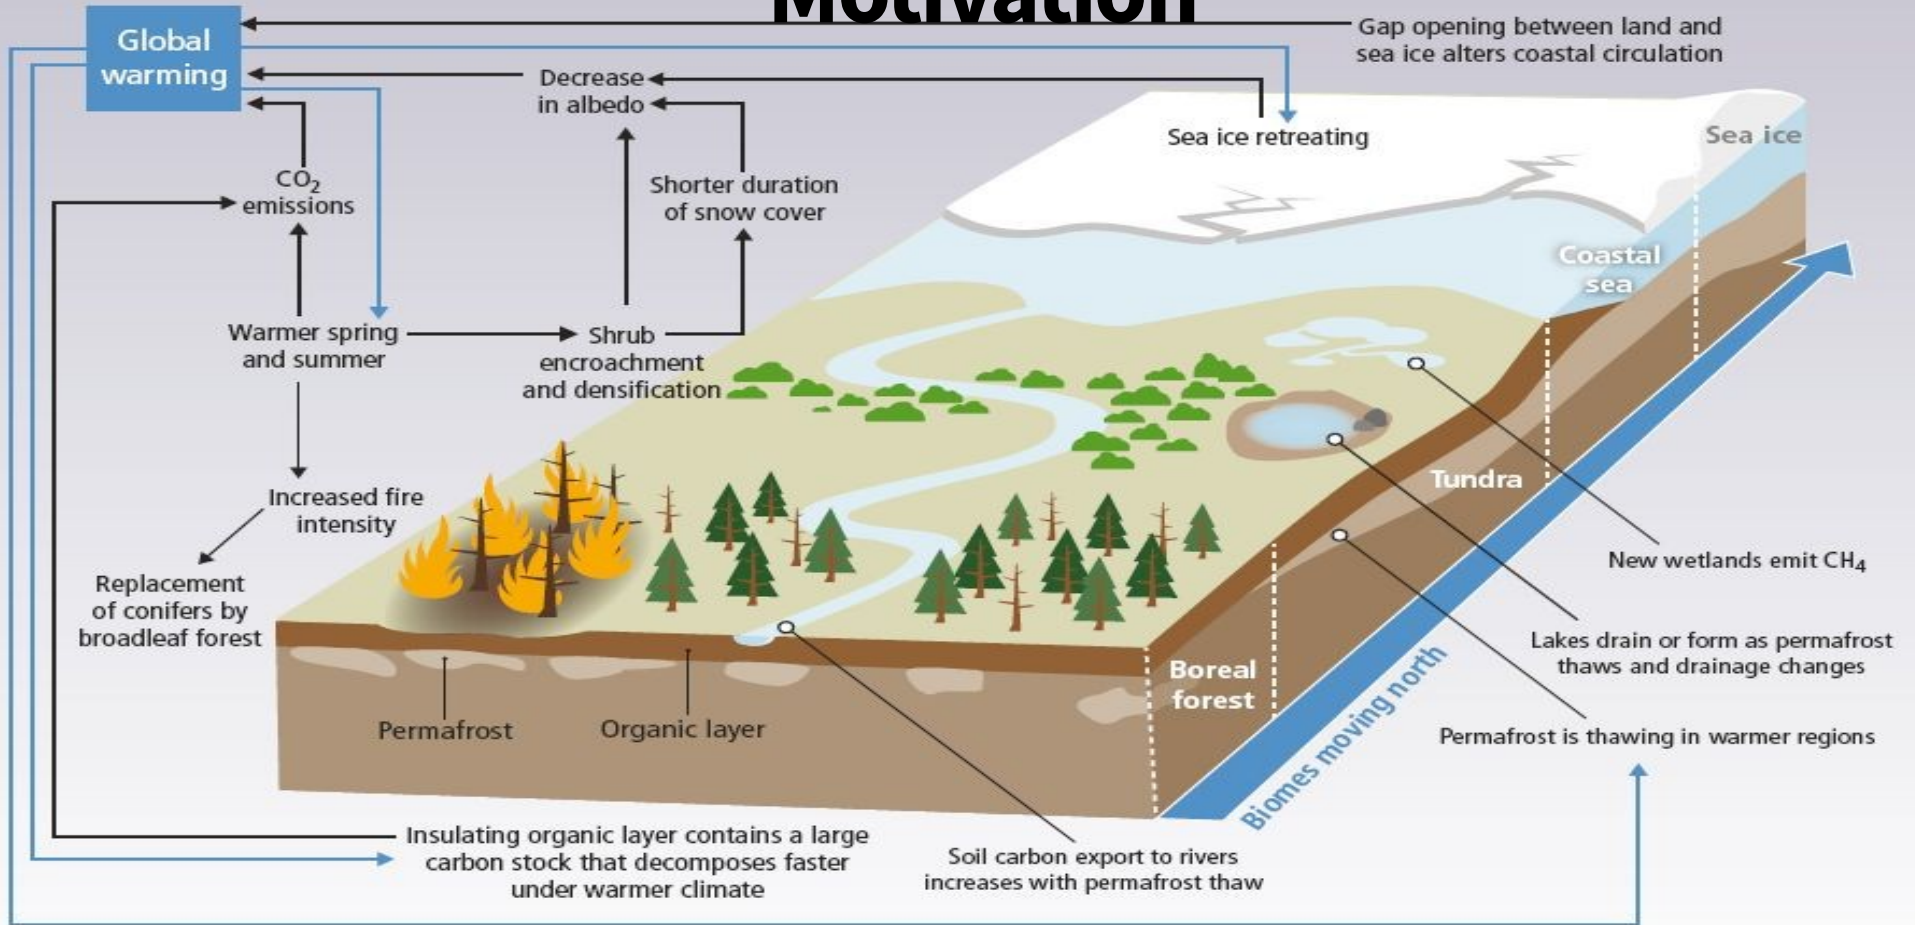 Motivation
Global
warming
Gap opening between land and
sea ice alters coastal circulation
Decrease
in albedo
Sea ice retreating
Sea ice
CO₂
emissions
Shorter duration
of snow cover
Coastal
sea
Warmer spring
and summer
Shrub
encroachment
and densification
Tundra
Increased fire
intensity
New wetlands emit CH₄
Replacement
of conifers by
broadleaf forest
Lakes drain or form as permafrost
thaws and drainage changes
Boreal
forest
Permafrost
Organic layer
Biomes moving north
Permafrost is thawing in warmer regions
Insulating organic layer contains a large
carbon stock that decomposes faster
under warmer climate
Soil carbon export to rivers
increases with permafrost thaw